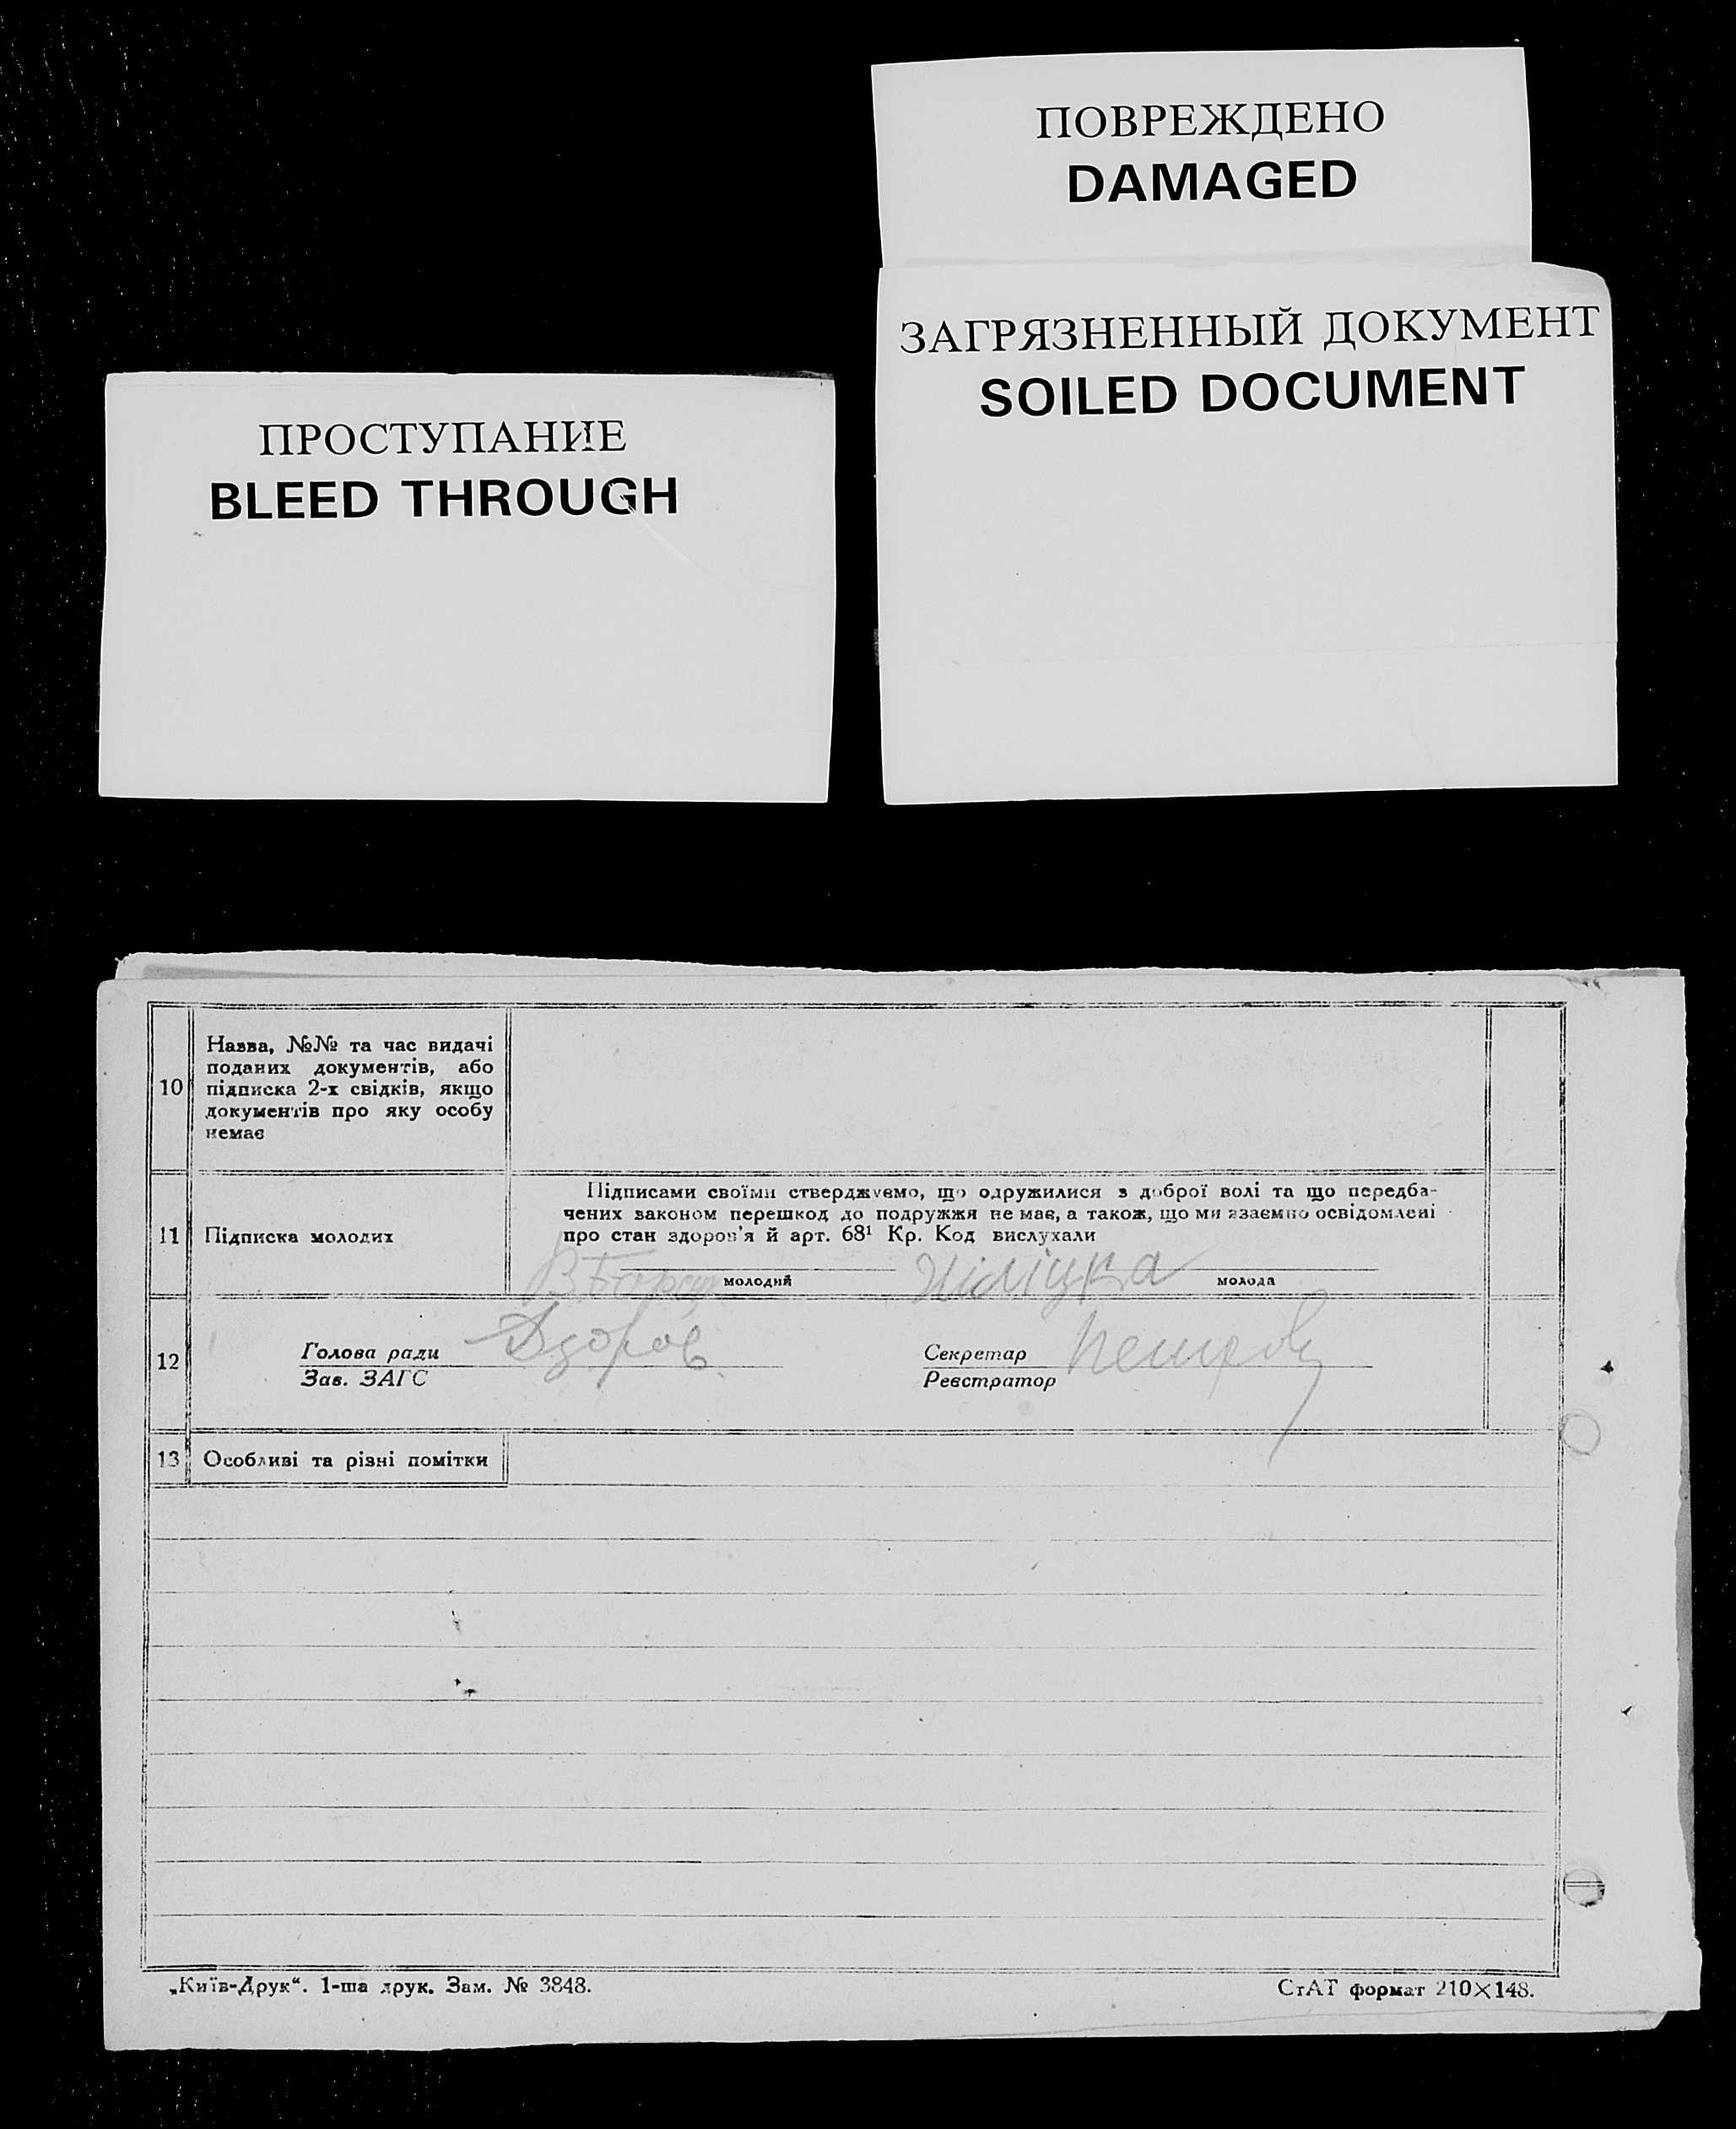 ПОВРЕЖДЕНО
DAMAGED
ЗАГРЯЗНЕННЫЙ ДОКУМЕНТ
SOILED DOCUMENT
ПРОСТУПАНИЕ
BLEED THROUGH
10
Назва, №№ та час видачі
поданих документів, або
підписка 2-х свідків, якщо
документів про яку особу
немає
11
Підписка молодих
Підписами своїми стверджуємо, що одружилися з доброї волі та що передба-
чених законом перешкод до подружжя не має, а також, що ми взаємно освідомлені
про стан здоров'я й арт. 68¹ Кр. Код вислухали
молодий
молода
12
Голова ради
Зав. ЗАГС
Секретар
Реєстратор
13
Особливі та різні помітки
„Київ-Друк“. 1-ша друк. Зам. № 3848.
СтАТ формат 210×148.